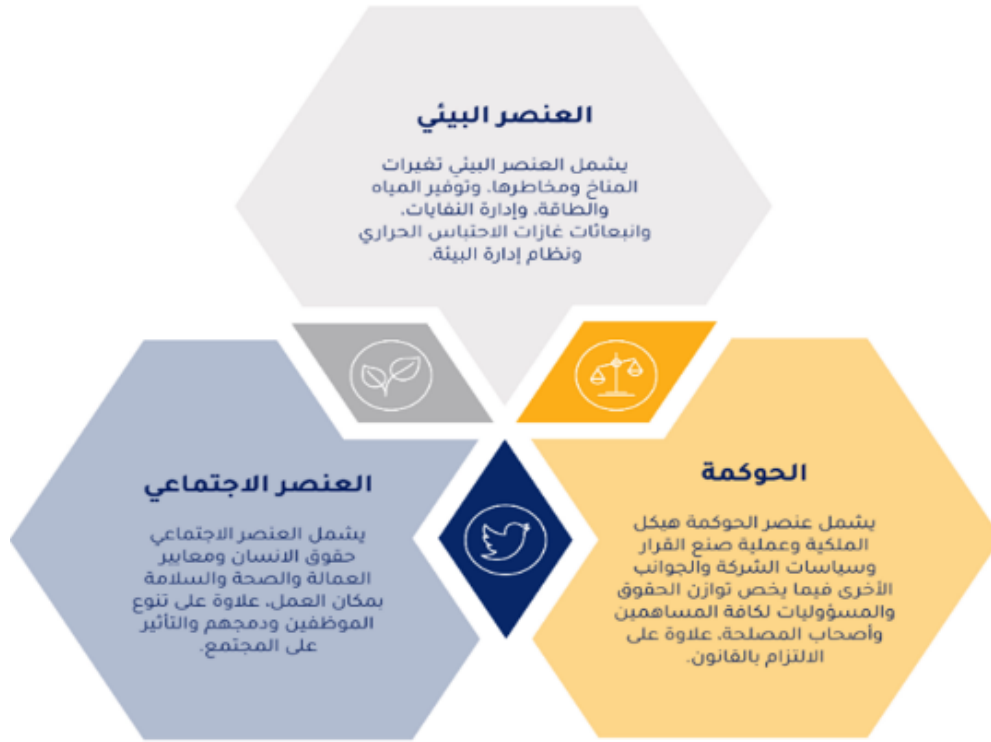 العنصر البيئي
يشمل العنصر البيئي تغيرات
المناخ ومخاطرها، وتوفير المياه
والطاقة، وإدارة النفايات،
وانبعاثات غازات الاحتباس الحراري
ونظام إدارة البيئة.
الحوكمة
يشمل عنصر الحوكمة هيكل
الملكية وعملية صنع القرار
وسياسات الشركة والجوانب
الأخرى فيما يخص توازن الحقوق
والمسؤوليات لكافة المساهمين
وأصحاب المصلحة، علاوة على
الالتزام بالقانون.
العنصر الاجتماعي
يشمل العنصر الاجتماعي
حقوق الانسان ومعايير
العمالة والصحة والسلامة
بمكان العمل، علاوة على تنوع
الموظفين ودمجهم والتأثير
على المجتمع.